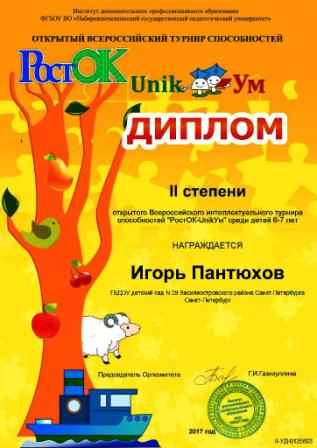 Институт дополнительного профессионального образования
ФГБОУ ВО «Набережночелнинский государственный педагогический университет»
ОТКРЫТЫЙ ВСЕРОССИЙСКИЙ ТУРНИР СПОСОБНОСТЕЙ
РостОК
Unik Ум
ДИПЛОМ
II степени
открытого Всероссийского интеллектуального турнира
способностей "РостОК-UnikУм" среди детей 6-7 лет
НАГРАЖДАЕТСЯ
Игорь Пантюхов
ГБДОУ детский сад N 29 Василеостровского района Санкт-Петербурга
Санкт-Петербург
Председатель Оргкомитета
Г.И.Газизуллина
2017 год
II-УД-0125603